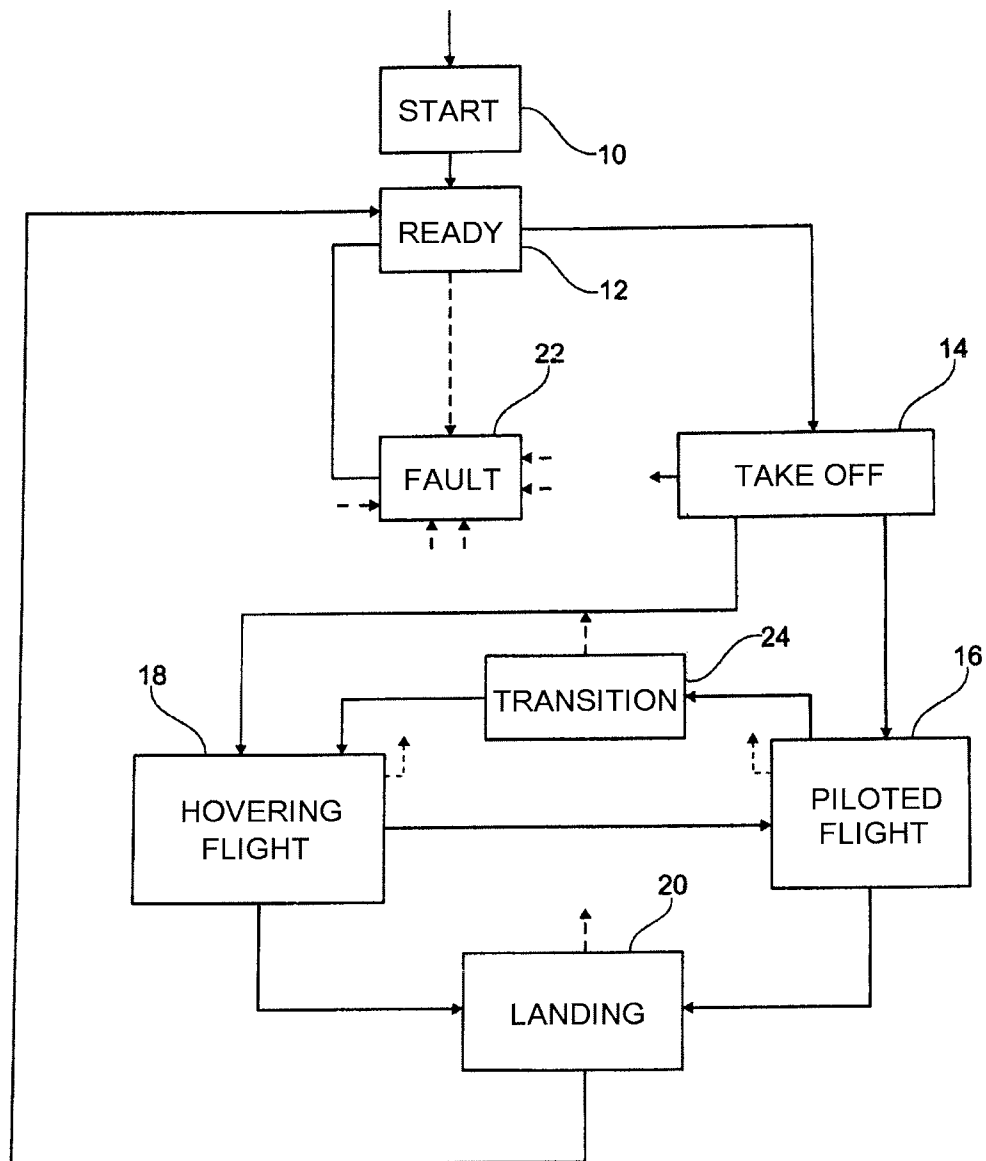 START
10
READY
12
22
14
FAULT
TAKE OFF
24
18
16
TRANSITION
HOVERING
FLIGHT
PILOTED
FLIGHT
20
LANDING